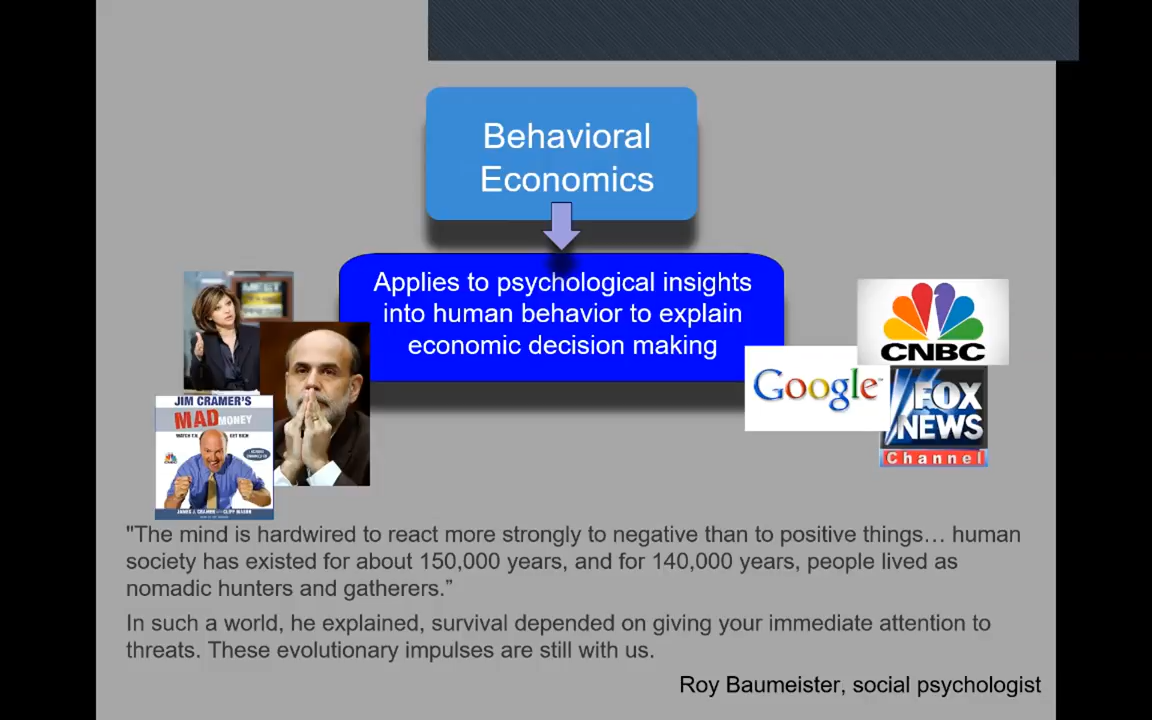 Behavioral
Economics
Applies to psychological insights
into human behavior to explain
economic decision making
JIM CRAMER'S
MAD MONEY
CNBC
Google™
FOX
NEWS
Channel
"The mind is hardwired to react more strongly to negative than to positive things… human
society has existed for about 150,000 years, and for 140,000 years, people lived as
nomadic hunters and gatherers.”
In such a world, he explained, survival depended on giving your immediate attention to
threats. These evolutionary impulses are still with us.
Roy Baumeister, social psychologist